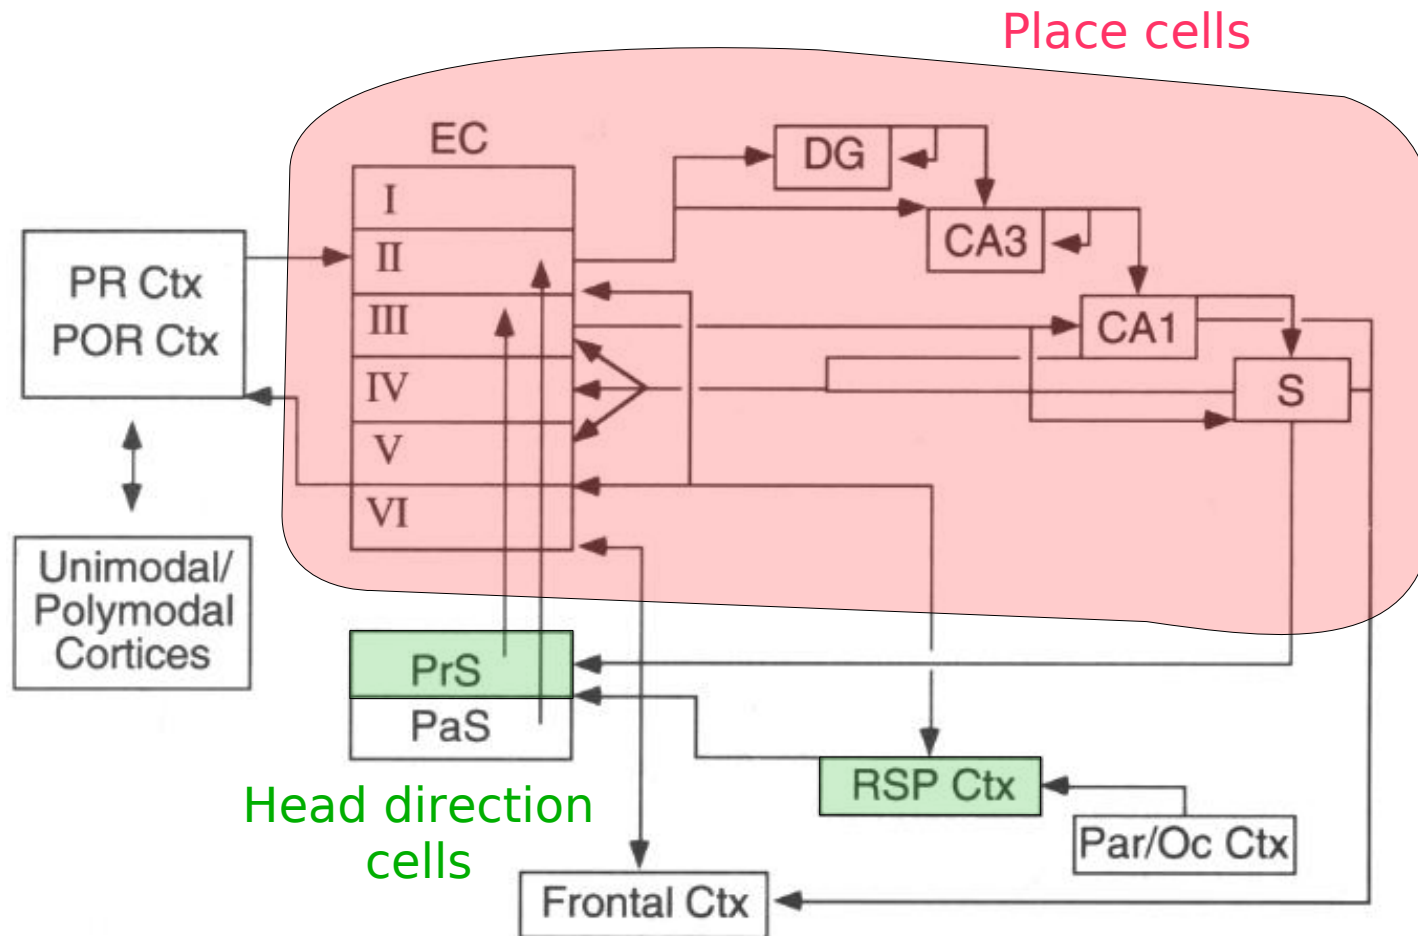 Place cells
EC
I
II
III
IV
V
VI
DG
CA3
CA1
S
PR Ctx
POR Ctx
Unimodal/
Polymodal
Cortices
PrS
PaS
Head direction
cells
RSP Ctx
Par/Oc Ctx
Frontal Ctx